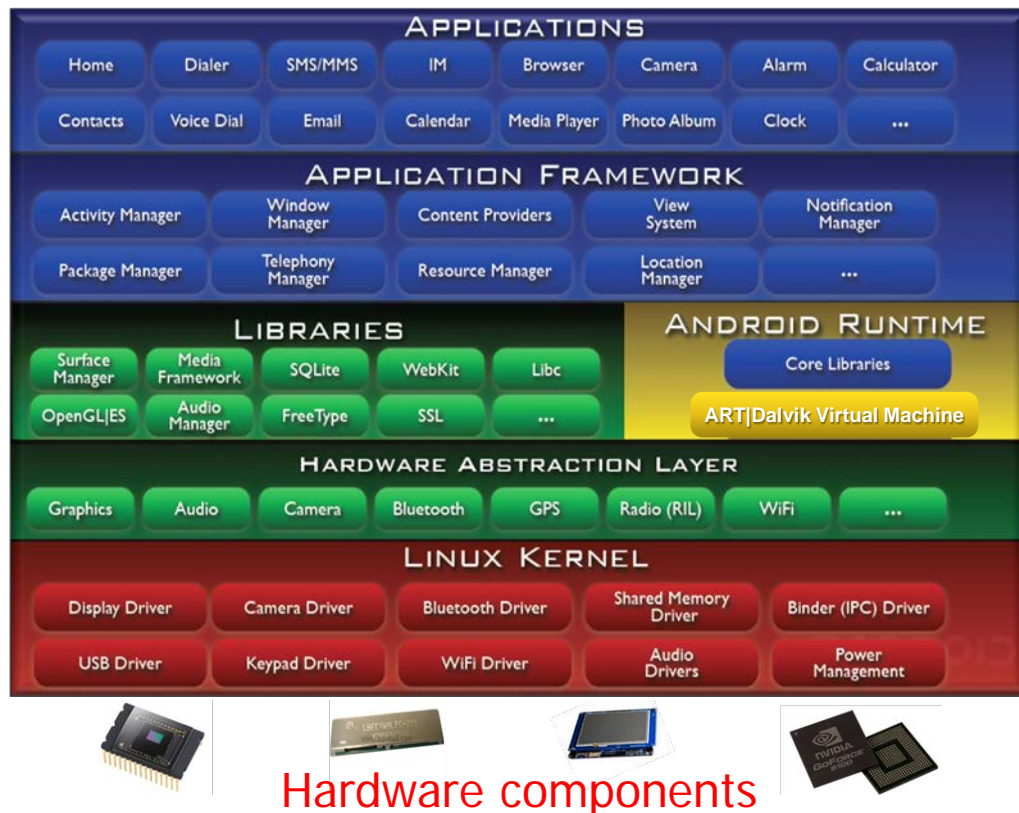 APPLICATIONS
Home Dialer SMS/MMS IM Browser Camera Alarm Calculator
Contacts Voice Dial Email Calendar Media Player Photo Album Clock ...
APPLICATION FRAMEWORK
Activity Manager Window Manager Content Providers View System Notification Manager
Package Manager Telephony Manager Resource Manager Location Manager ...
LIBRARIES
Surface Manager Media Framework SQLite WebKit Libc
OpenGL|ES Audio Manager FreeType SSL ...
ANDROID RUNTIME
Core Libraries
ART|Dalvik Virtual Machine
HARDWARE ABSTRACTION LAYER
Graphics Audio Camera Bluetooth GPS Radio (RIL) WiFi ...
LINUX KERNEL
Display Driver Camera Driver Bluetooth Driver Shared Memory Driver Binder (IPC) Driver
USB Driver Keypad Driver WiFi Driver Audio Drivers Power Management
NVIDIA
GOFORCE
Hardware components